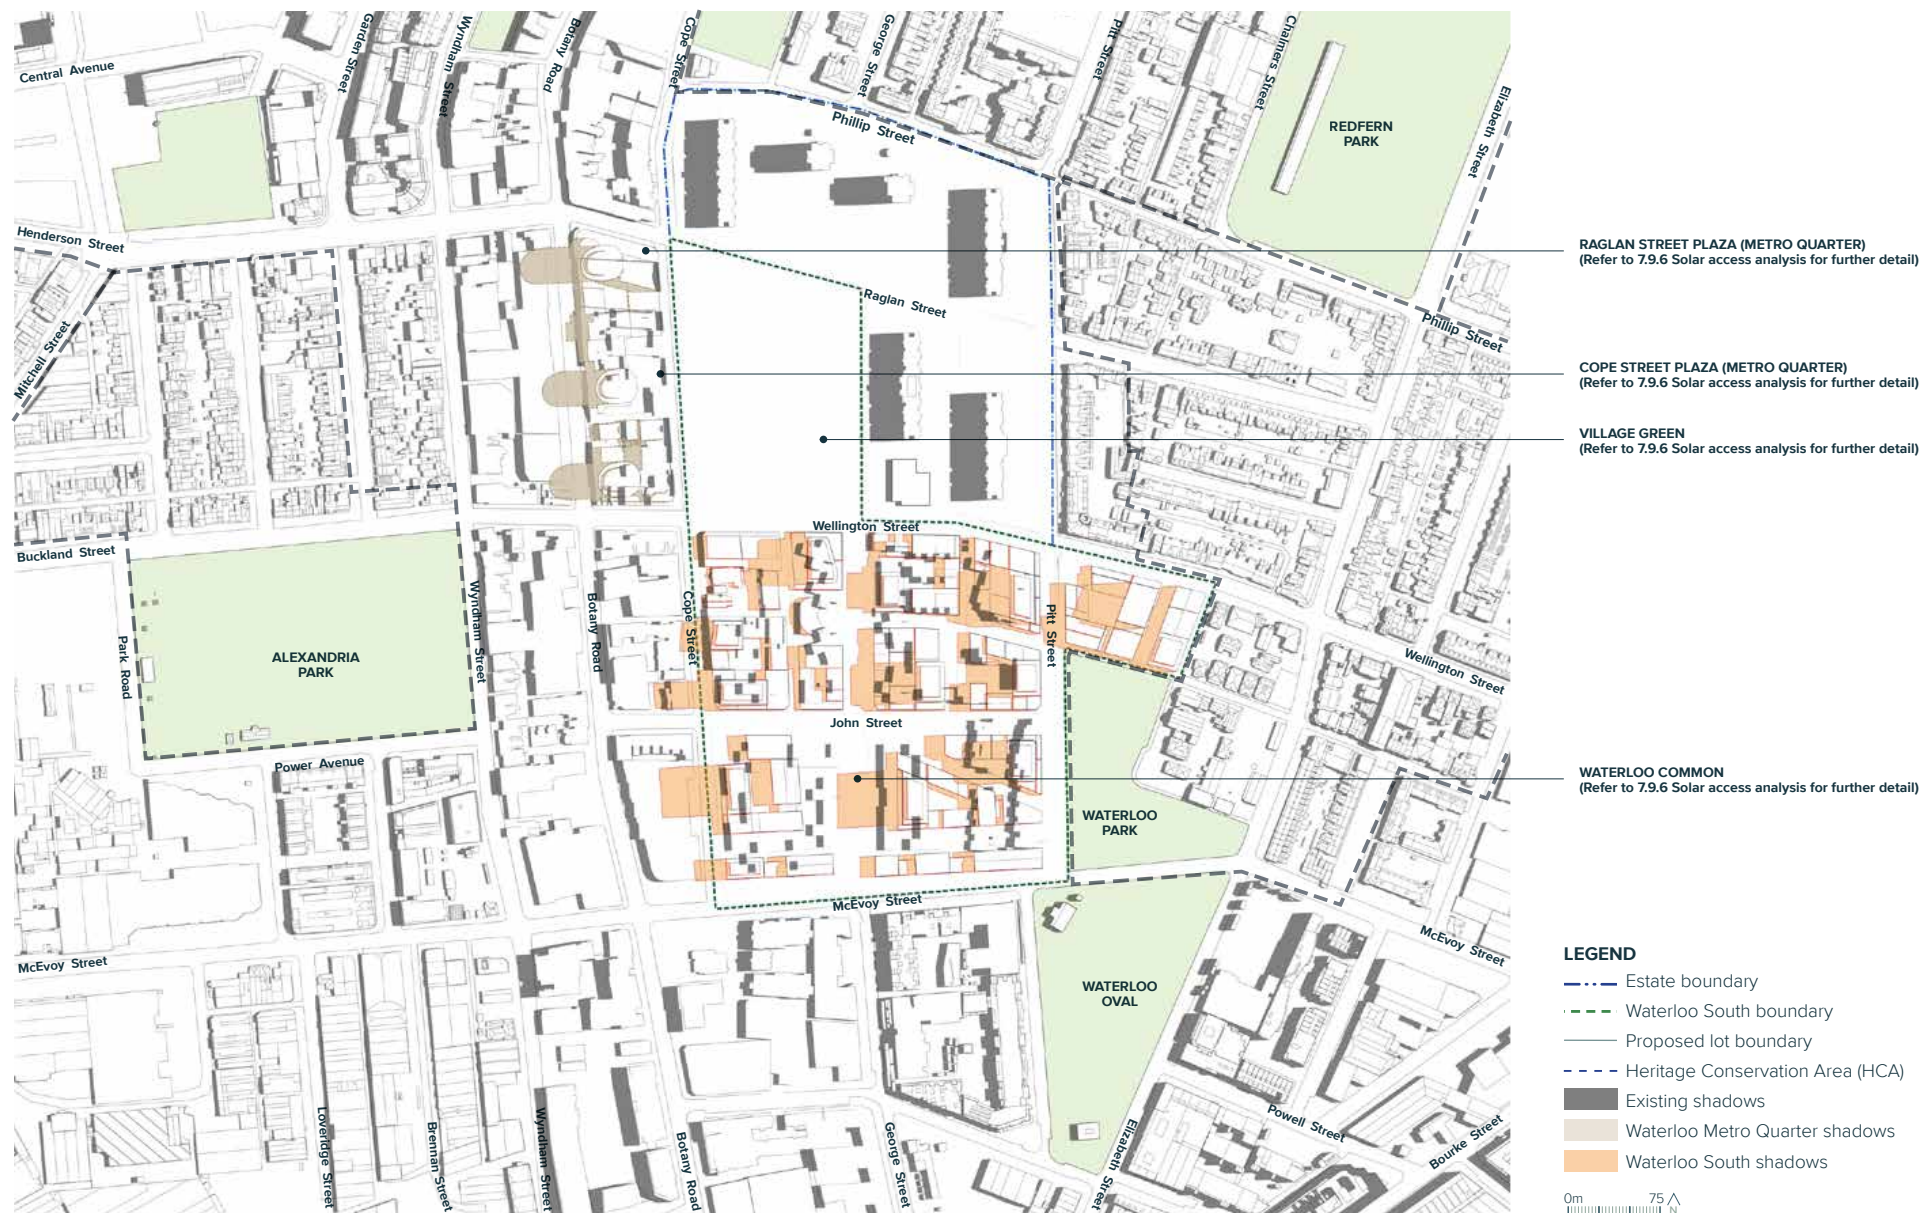 Garden Street
Wyndham Street
Botany Road
Cope Street
George Street
Pitt Street
Chalmers Street
Elizabeth Street
Central Avenue
Phillip Street
REDFERN
PARK
Henderson Street
Mitchell Street
Raglan Street
Phillip Street
RAGLAN STREET PLAZA (METRO QUARTER)
(Refer to 7.9.6 Solar access analysis for further detail)
COPE STREET PLAZA (METRO QUARTER)
(Refer to 7.9.6 Solar access analysis for further detail)
VILLAGE GREEN
(Refer to 7.9.6 Solar access analysis for further detail)
Wellington Street
Buckland Street
Park Road
ALEXANDRIA
PARK
Wyndham Street
Botany Road
Cope Street
Pitt Street
Wellington Street
John Street
Power Avenue
WATERLOO COMMON
(Refer to 7.9.6 Solar access analysis for further detail)
WATERLOO
PARK
McEvoy Street
McEvoy Street
McEvoy Street
WATERLOO
OVAL
Loveridge Street
Brennan Street
Wyndham Street
Botany Road
George Street
Elizabeth Street
Powell Street
Bourke Street
LEGEND
Estate boundary
Waterloo South boundary
Proposed lot boundary
Heritage Conservation Area (HCA)
Existing shadows
Waterloo Metro Quarter shadows
Waterloo South shadows
0m 75
N